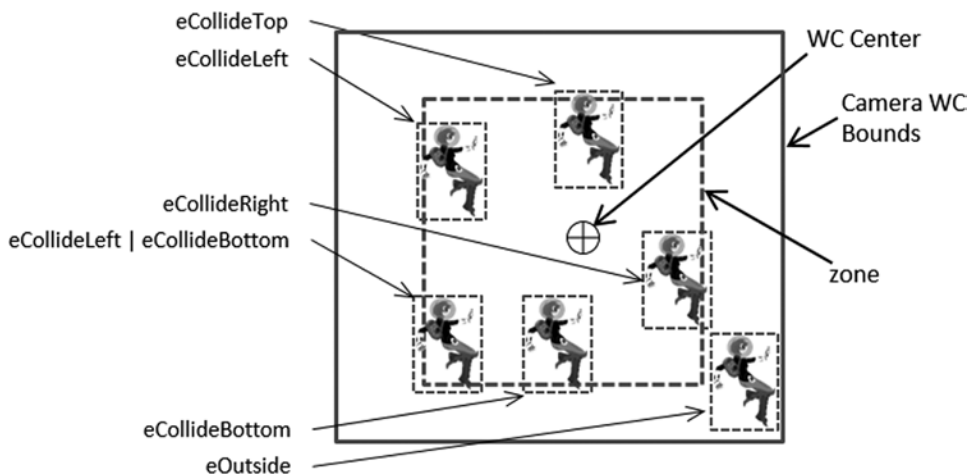 eCollideTop
eCollideLeft
WC Center
Camera WC
Bounds
eCollideRight
eCollideLeft | eCollideBottom
zone
eCollideBottom
eOutside